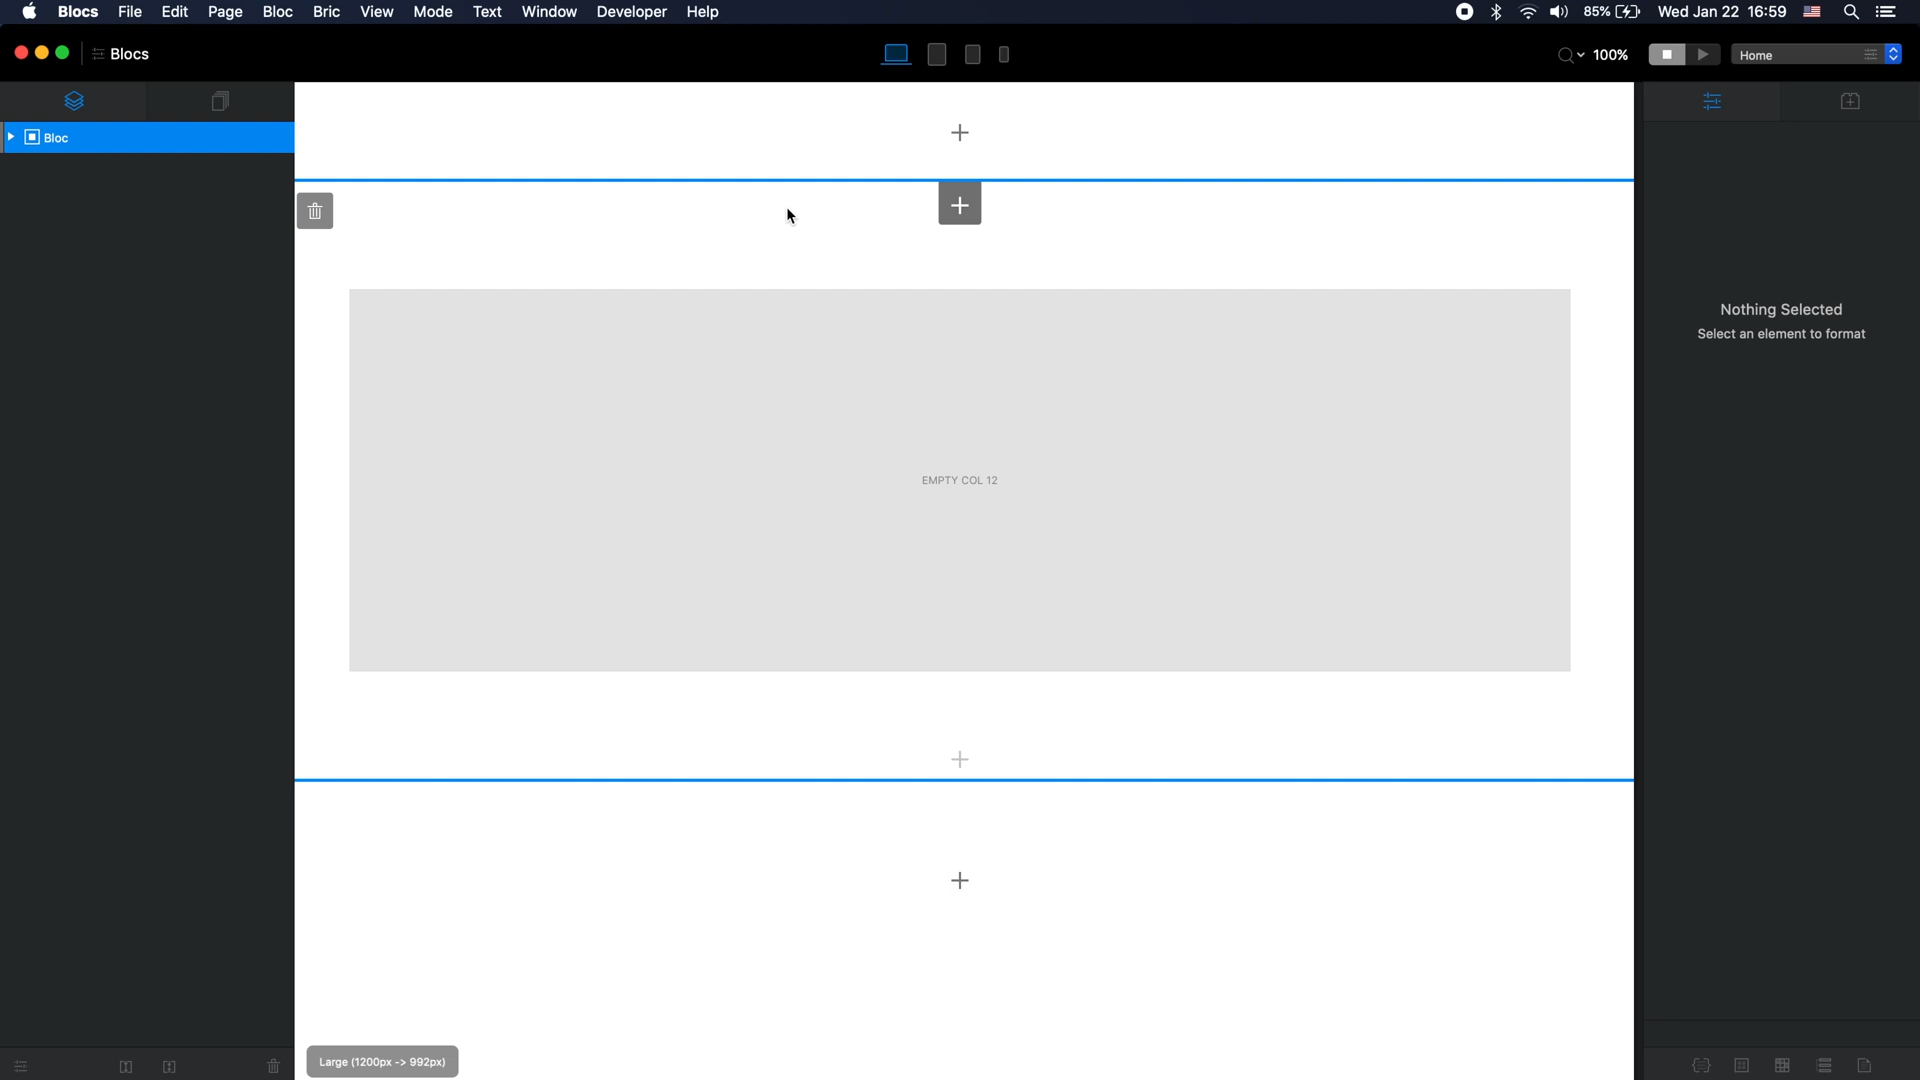 Blocs File Edit Page Bloc Bric View Mode Text Window Developer Help 85% Wed Jan 22 16:59
Blocs 100% Home
Bloc
Nothing Selected
Select an element to format
EMPTY COL 12
Large (1200px -> 992px)